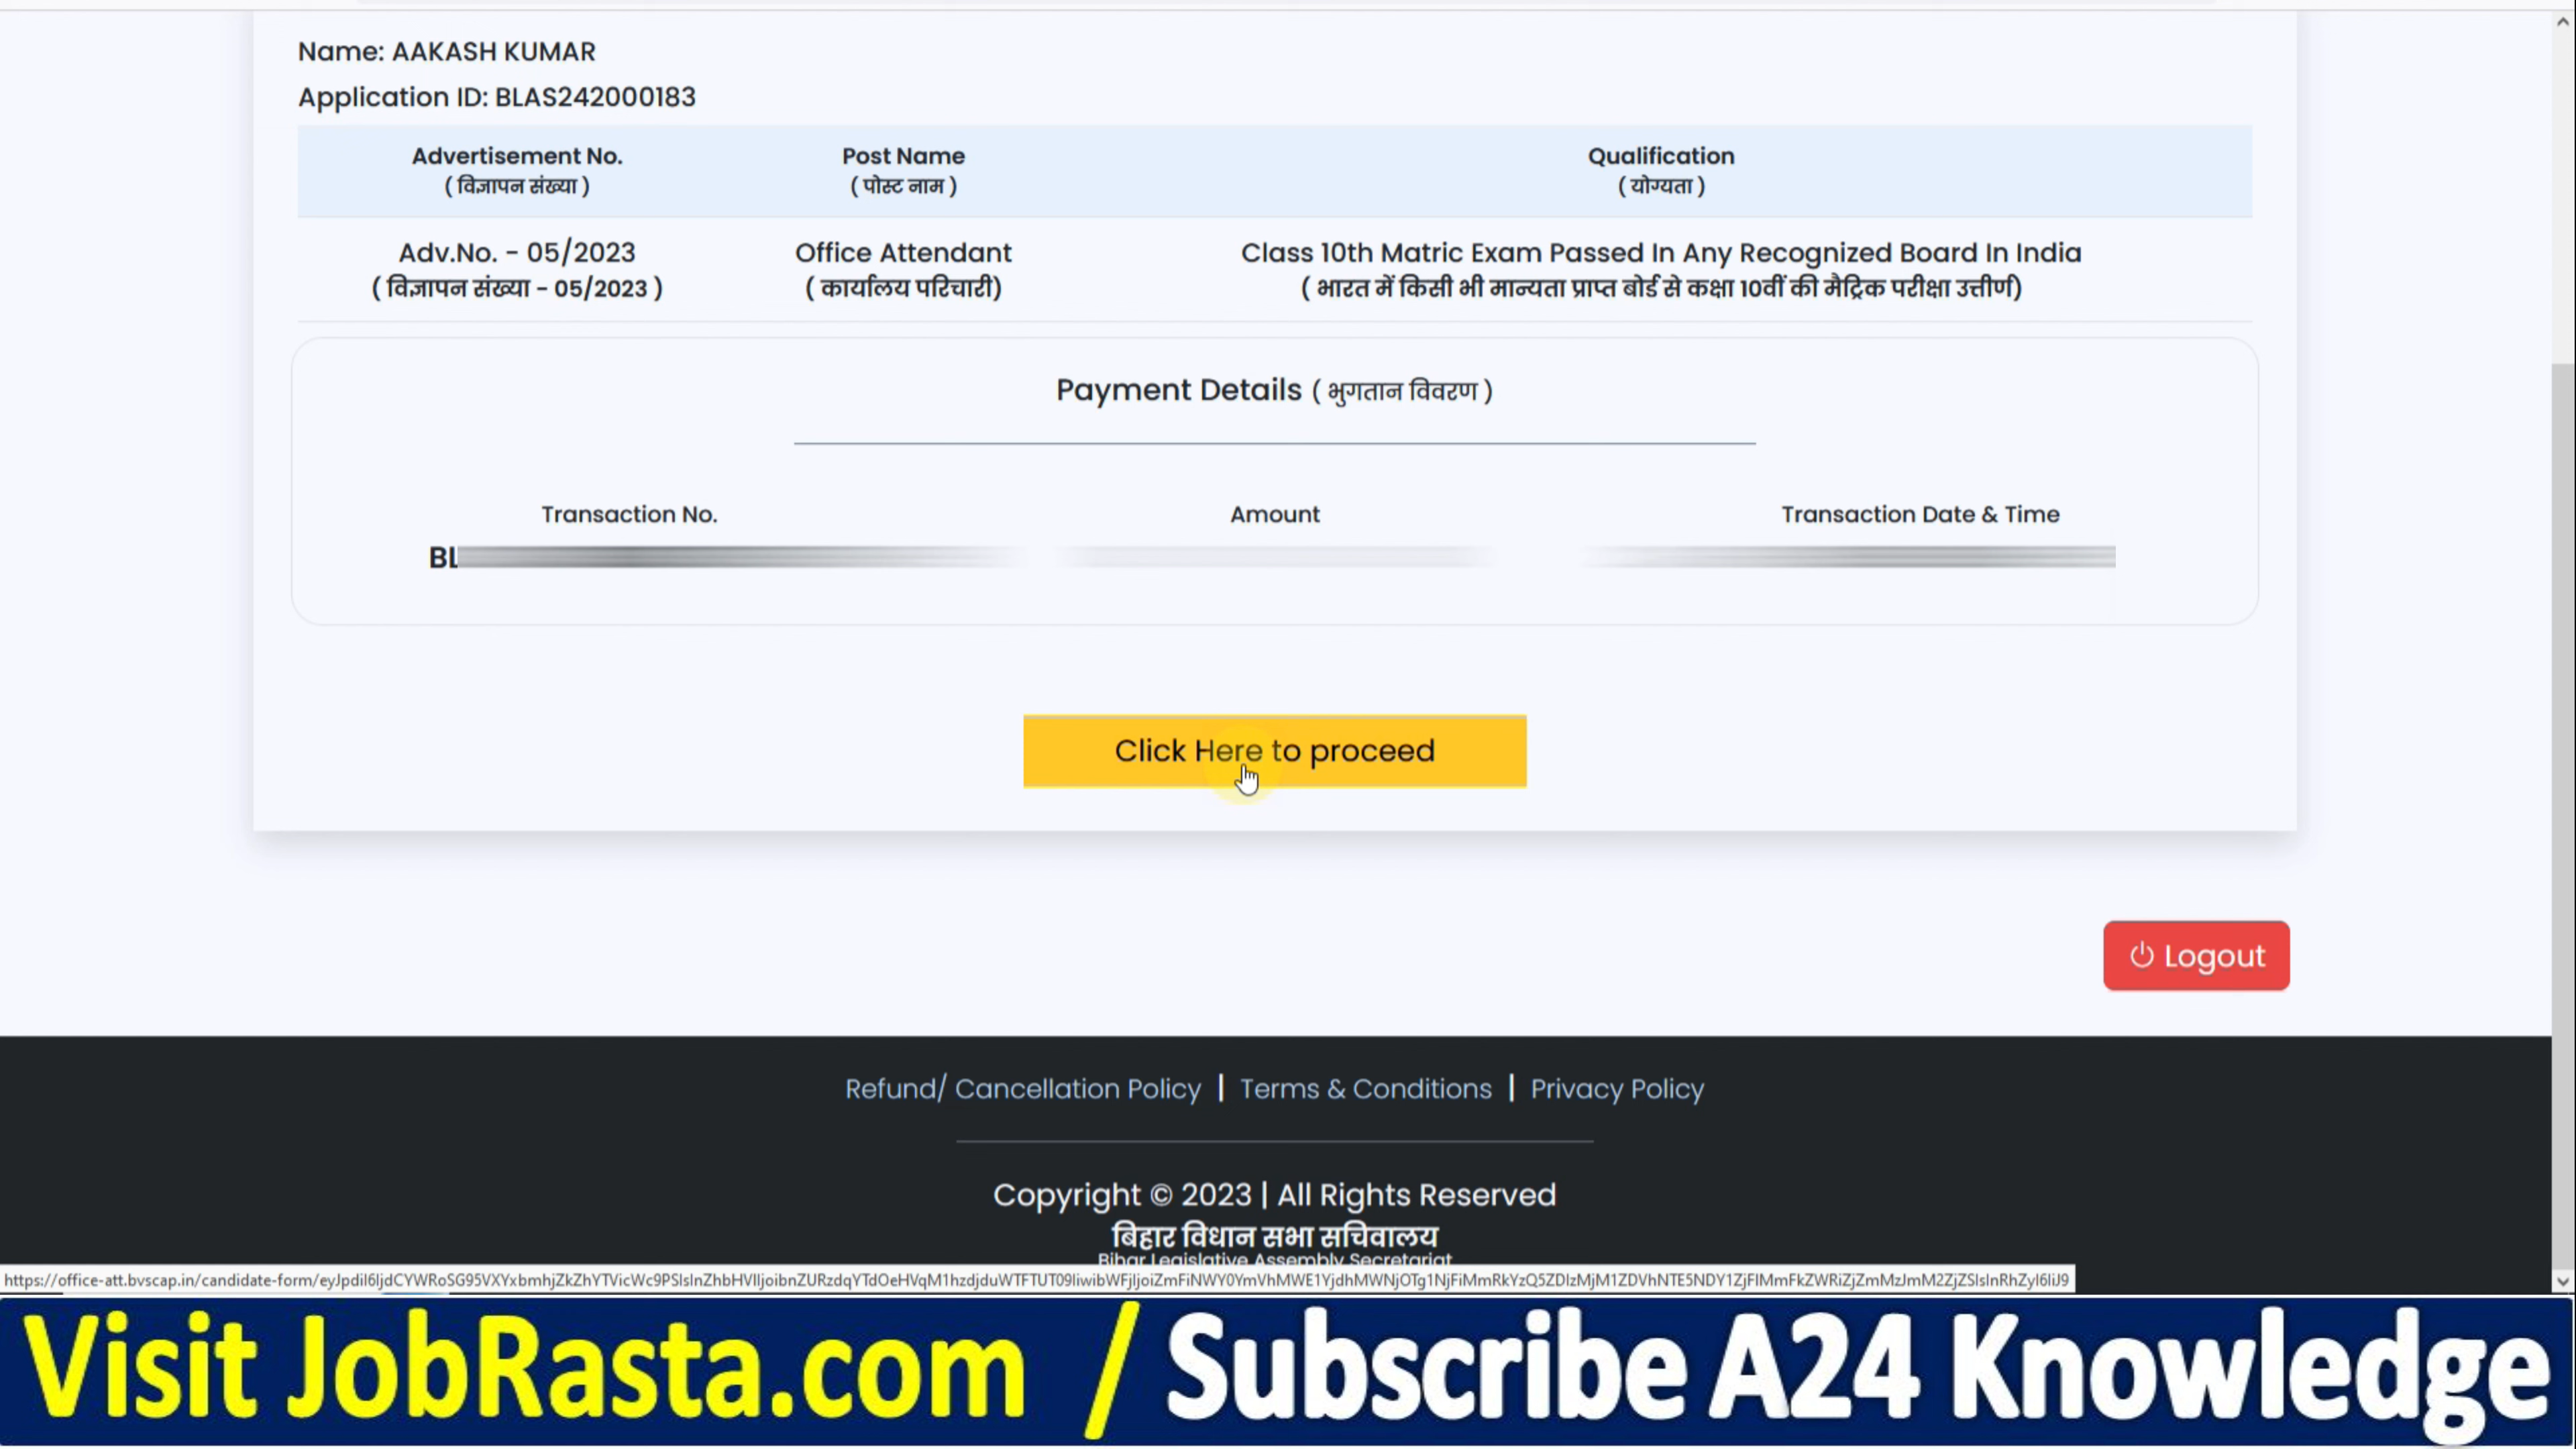 Name: AAKASH KUMAR
Application ID: BLAS242000183
Advertisement No. Post Name Qualification
( विज्ञापन संख्या ) ( पोस्ट नाम ) ( योग्यता )
Adv.No. - 05/2023 Office Attendant Class 10th Matric Exam Passed In Any Recognized Board In India
( विज्ञापन संख्या - 05/2023 ) ( कार्यालय परिचारी) ( भारत में किसी भी मान्यता प्राप्त बोर्ड से कक्षा 10वीं की मैट्रिक परीक्षा उत्तीर्ण)
Payment Details ( भुगतान विवरण )
Transaction No. Amount Transaction Date & Time
BL
Click Here to proceed
Logout
Refund/ Cancellation Policy | Terms & Conditions | Privacy Policy
Copyright © 2023 | All Rights Reserved
बिहार विधान सभा सचिवालय
Bihar Legislative Assembly Secretariat
Visit JobRasta.com / Subscribe A24 Knowledge